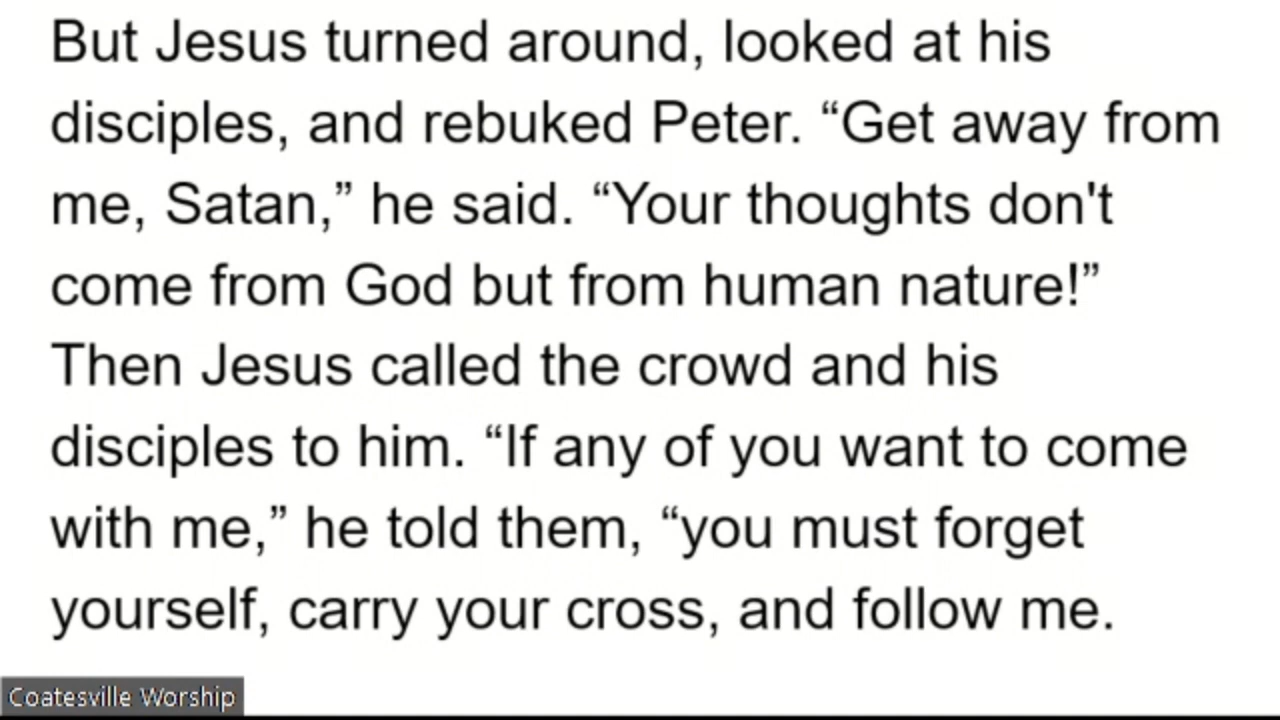 But Jesus turned around, looked at his
disciples, and rebuked Peter. “Get away from
me, Satan,” he said. “Your thoughts don't
come from God but from human nature!”
Then Jesus called the crowd and his
disciples to him. “If any of you want to come
with me,” he told them, “you must forget
yourself, carry your cross, and follow me.
Coatesville Worship